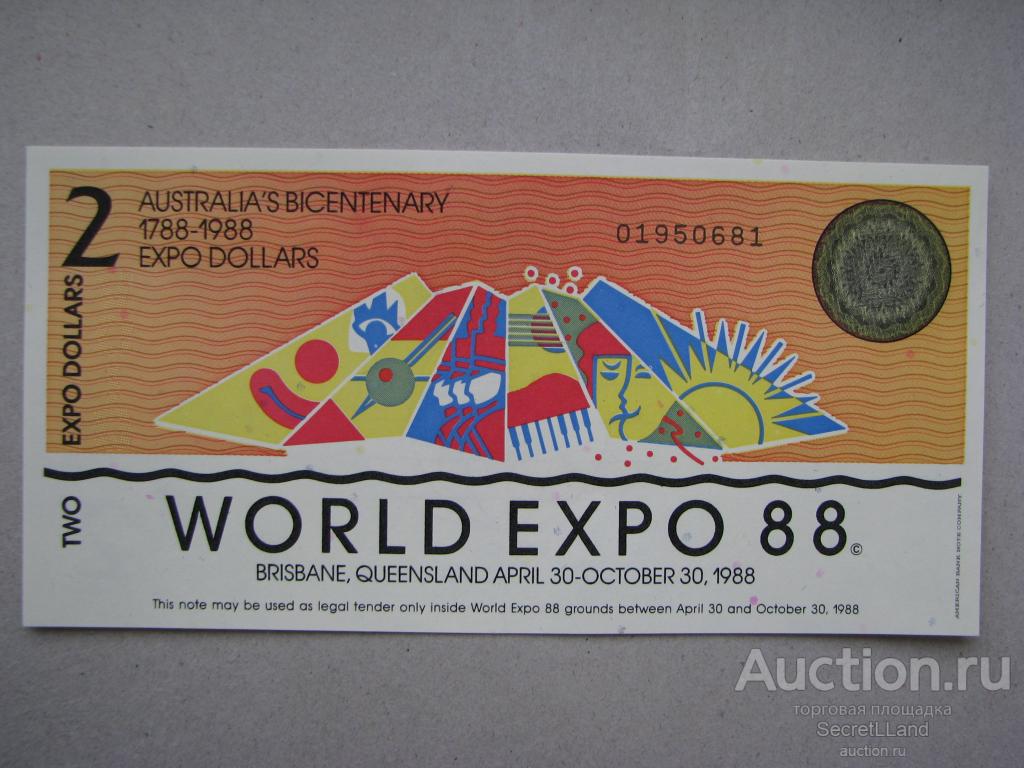 2
AUSTRALIA'S BICENTENARY
1788-1988
EXPO DOLLARS
01950681
TWO EXPO DOLLARS
WORLD EXPO 88©
BRISBANE, QUEENSLAND APRIL 30-OCTOBER 30, 1988
This note may be used as legal tender only inside World Expo 88 grounds between April 30 and October 30, 1988
AMERICAN BANK NOTE COMPANY
Auction.ru
торговая площадка
SecretLLand
auction.ru